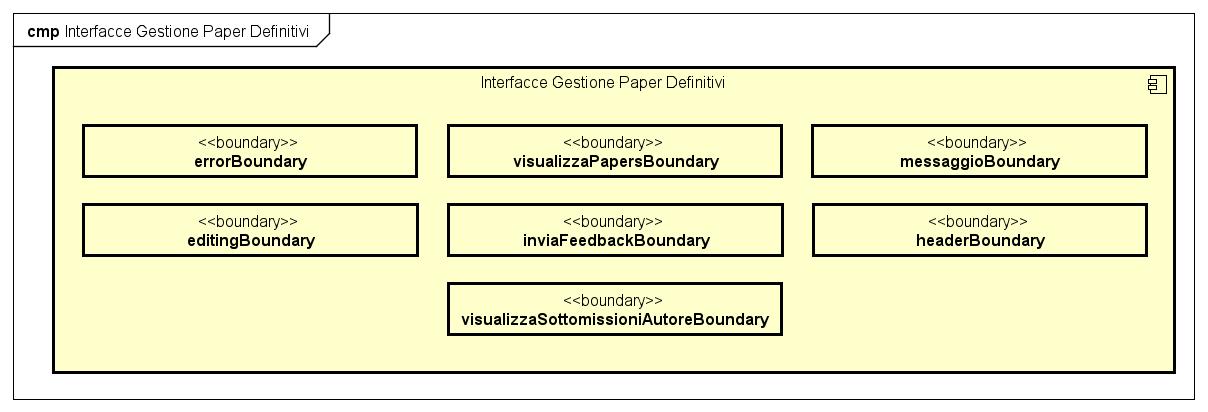 cmp Interfacce Gestione Paper Definitivi
Interfacce Gestione Paper Definitivi
<<boundary>>
errorBoundary
<<boundary>>
visualizzaPapersBoundary
<<boundary>>
messaggioBoundary
<<boundary>>
editingBoundary
<<boundary>>
inviaFeedbackBoundary
<<boundary>>
headerBoundary
<<boundary>>
visualizzaSottomissioniAutoreBoundary